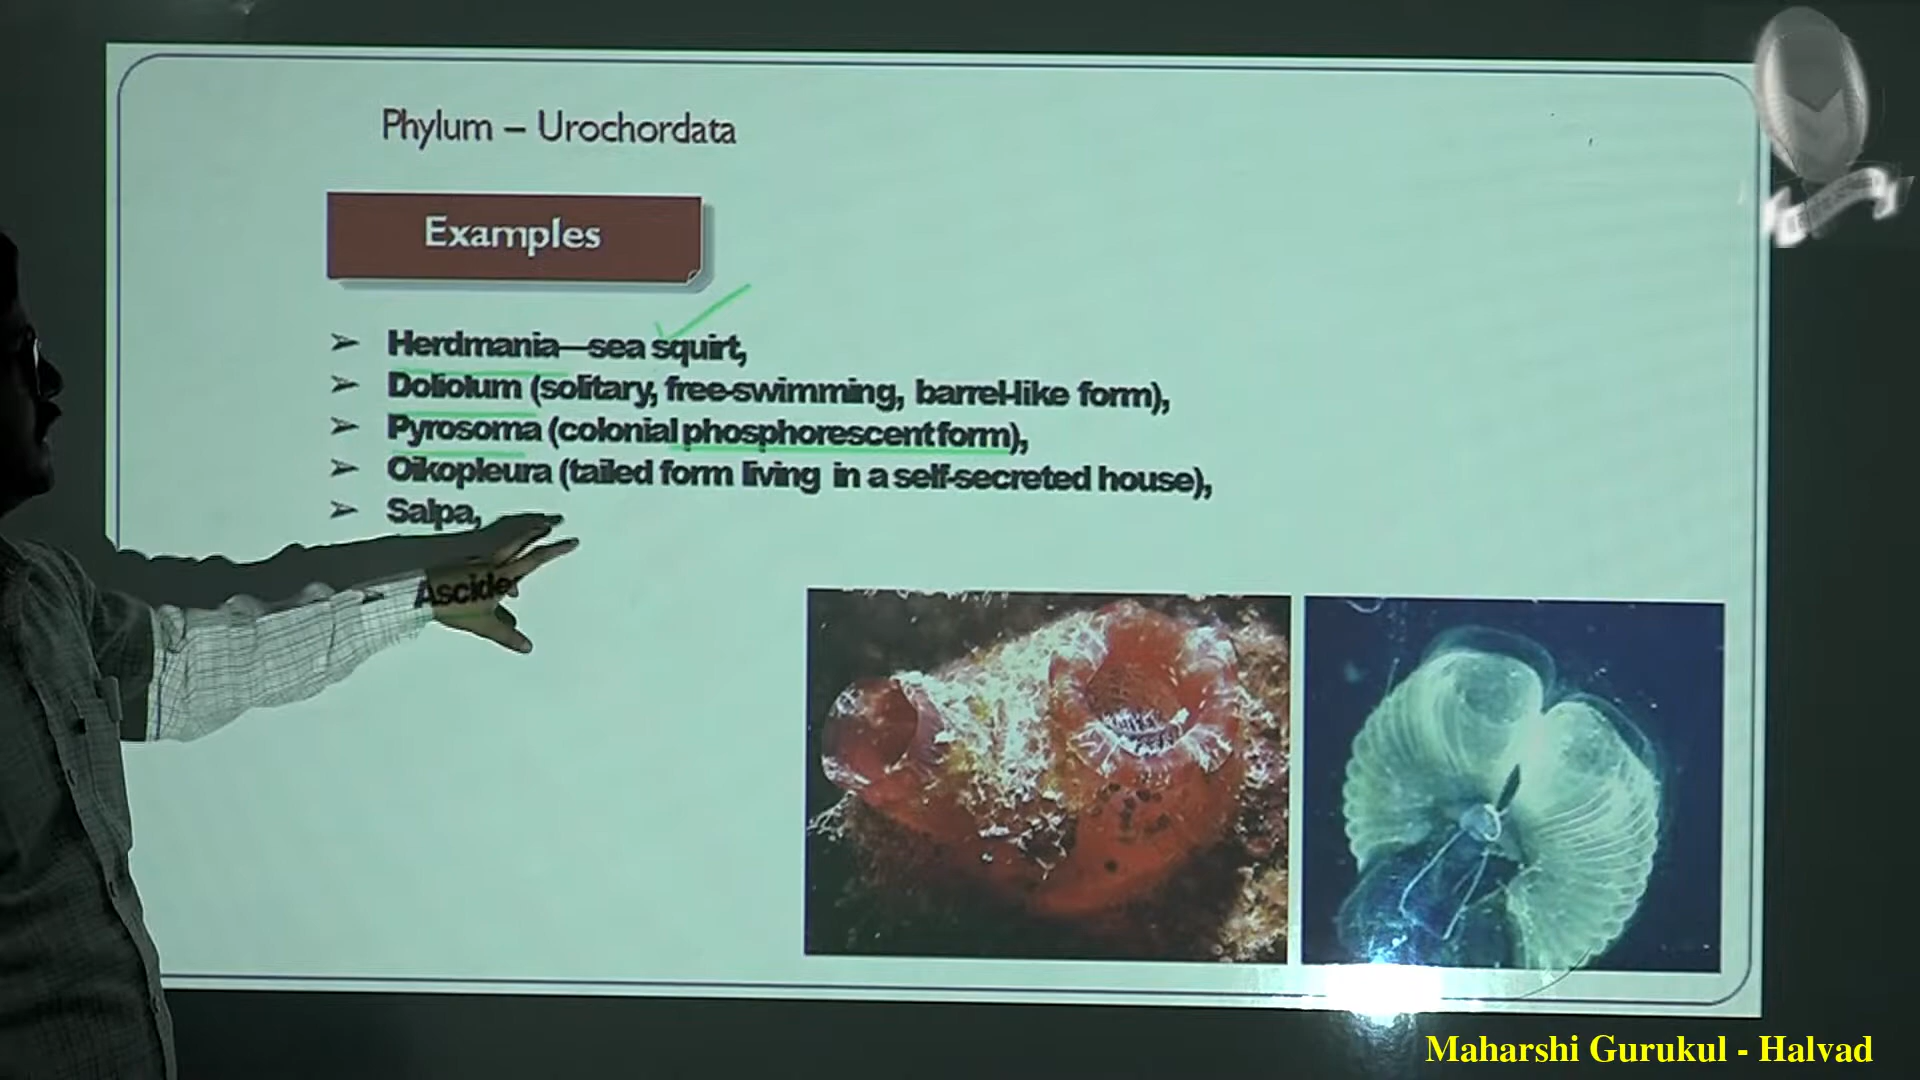 Phylum – Urochordata
Examples
➢ Herdmania—sea squirt,
➢ Doliolum (solitary, free-swimming, barrel-like form),
➢ Pyrosoma (colonial phosphorescent form),
➢ Oikopleura (tailed form living in a self-secreted house),
➢ Salpa,
Maharshi Gurukul - Halvad